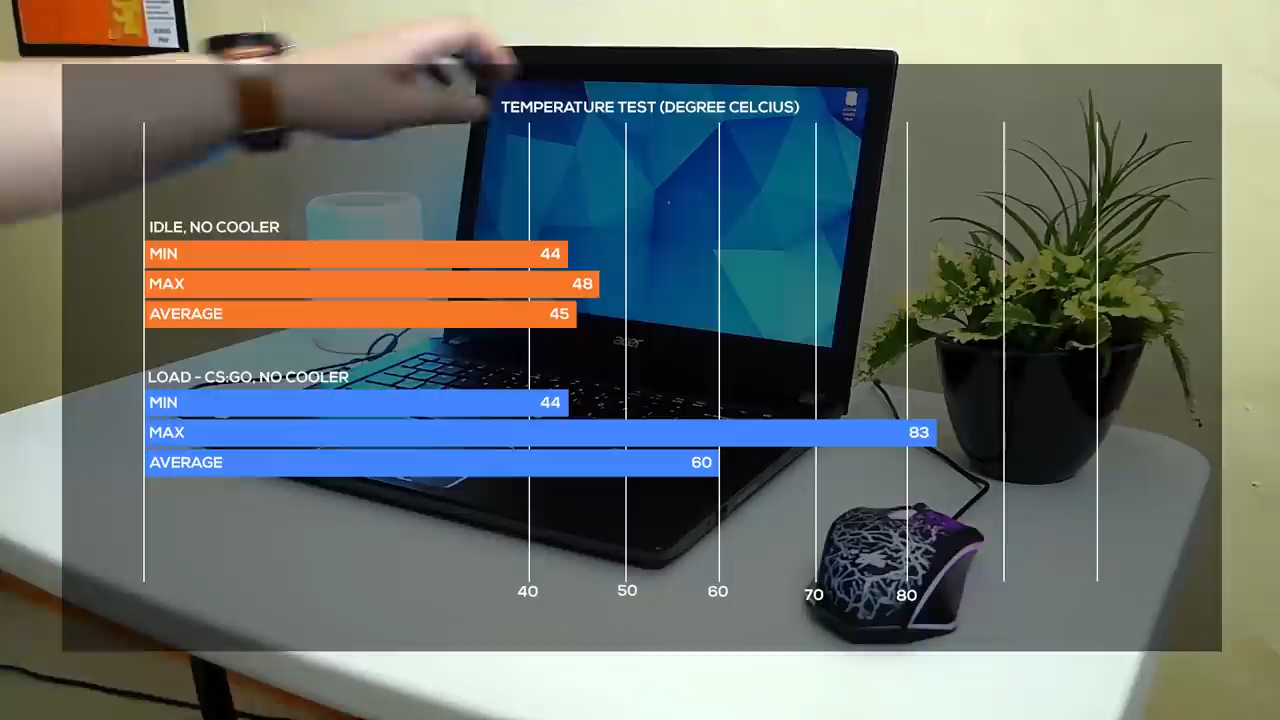 TEMPERATURE TEST (DEGREE CELCIUS)
IDLE, NO COOLER
MIN 44
MAX 48
AVERAGE 45
acer
LOAD - CS:GO, NO COOLER
MIN 44
MAX 83
AVERAGE 60
40 50 60 70 80